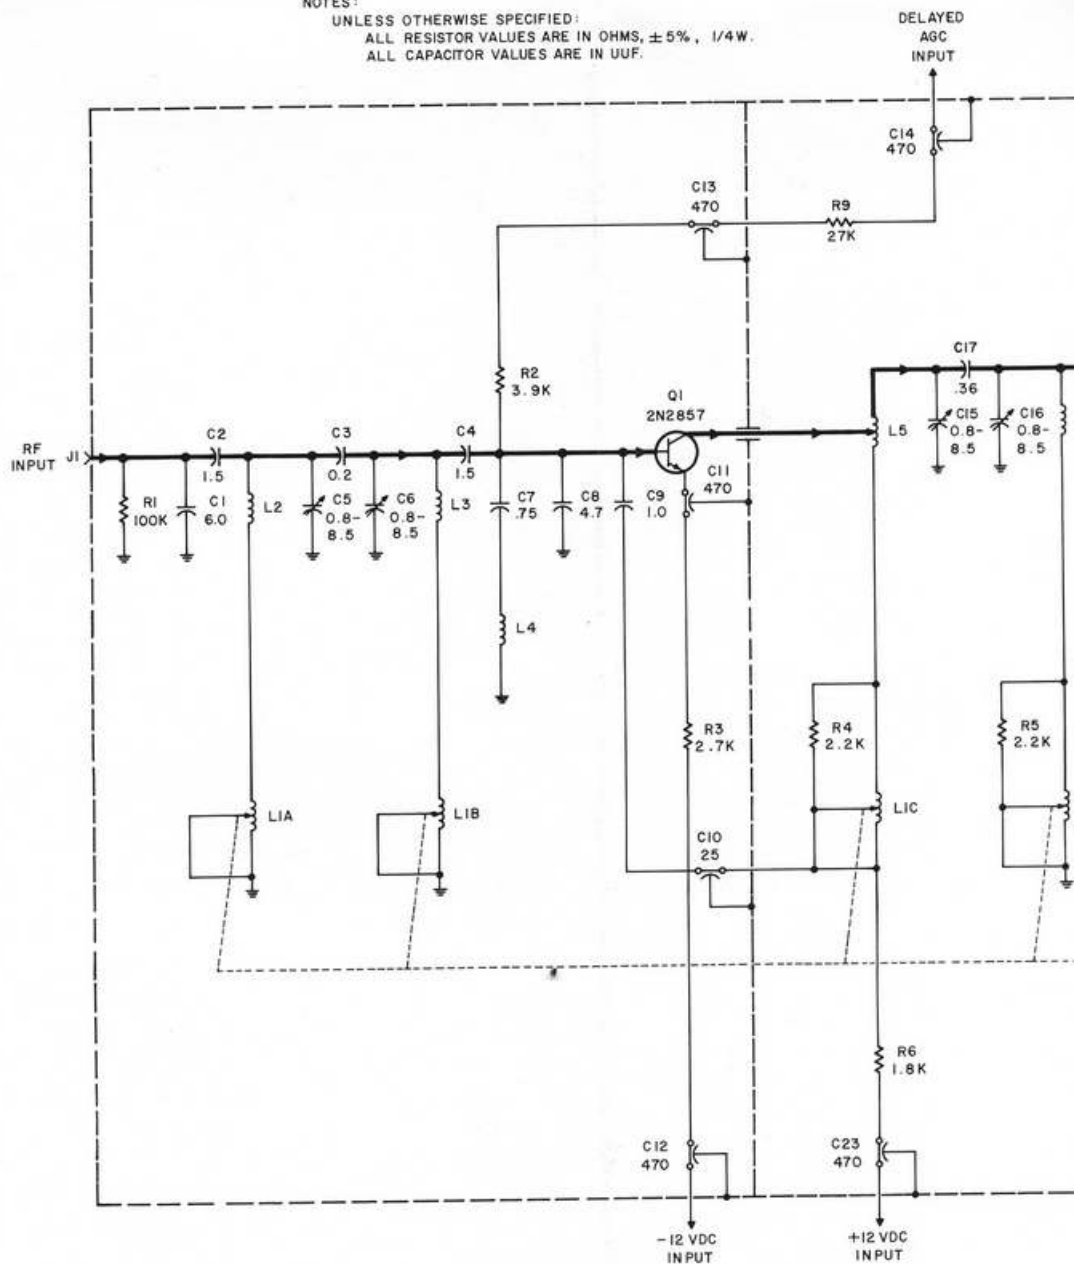 NOTES:
UNLESS OTHERWISE SPECIFIED:
ALL RESISTOR VALUES ARE IN OHMS, ±5%, 1/4W.
ALL CAPACITOR VALUES ARE IN UUF.
DELAYED
AGC
INPUT
C14
470
C13
470
R9
27K
R2
3.9K
Q1
2N2857
C17
.36
C15
0.8-
8.5
C16
0.8-
8.5
L5
RF
INPUT
J1
C2
1.5
C3
0.2
C4
1.5
R1
100K
C1
6.0
L2
C5
0.8-
8.5
C6
0.8-
8.5
L3
C7
.75
C8
4.7
C9
1.0
C11
470
L4
R3
2.7K
R4
2.2K
R5
2.2K
L1A
L1B
L1C
C10
25
R6
1.8K
C12
470
C23
470
-12 VDC
INPUT
+12 VDC
INPUT